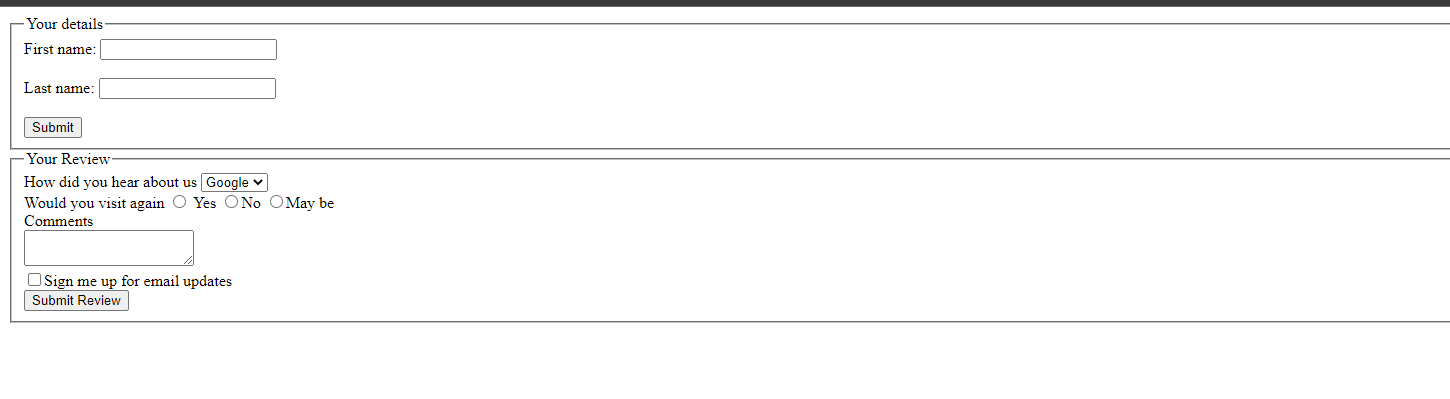 Your details
First name:
Last name:
Submit
Your Review
How did you hear about us Google
Would you visit again Yes No May be
Comments
Sign me up for email updates
Submit Review